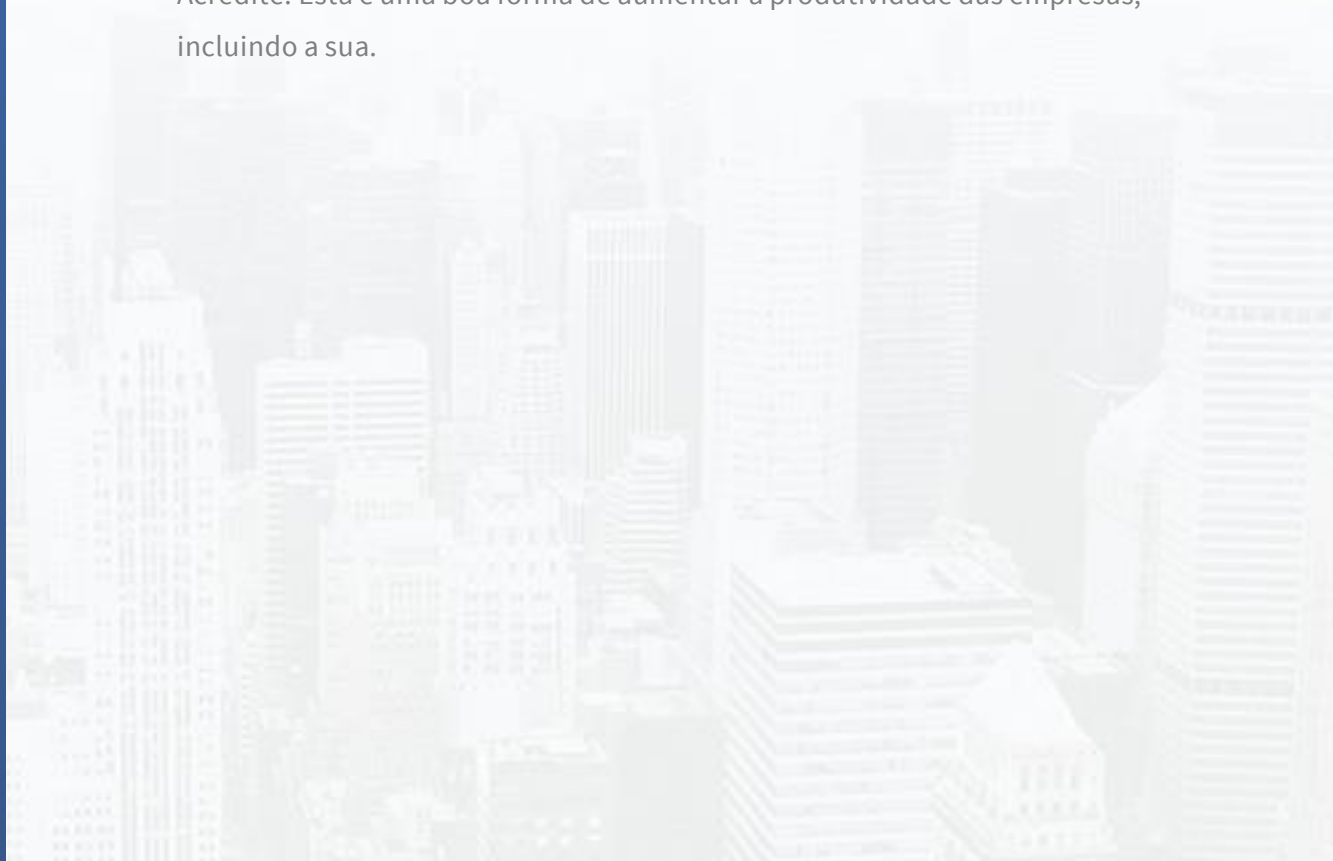 Acredite! Esta é uma boa forma de aumentar a produtividade das empresas,
incluindo a sua.